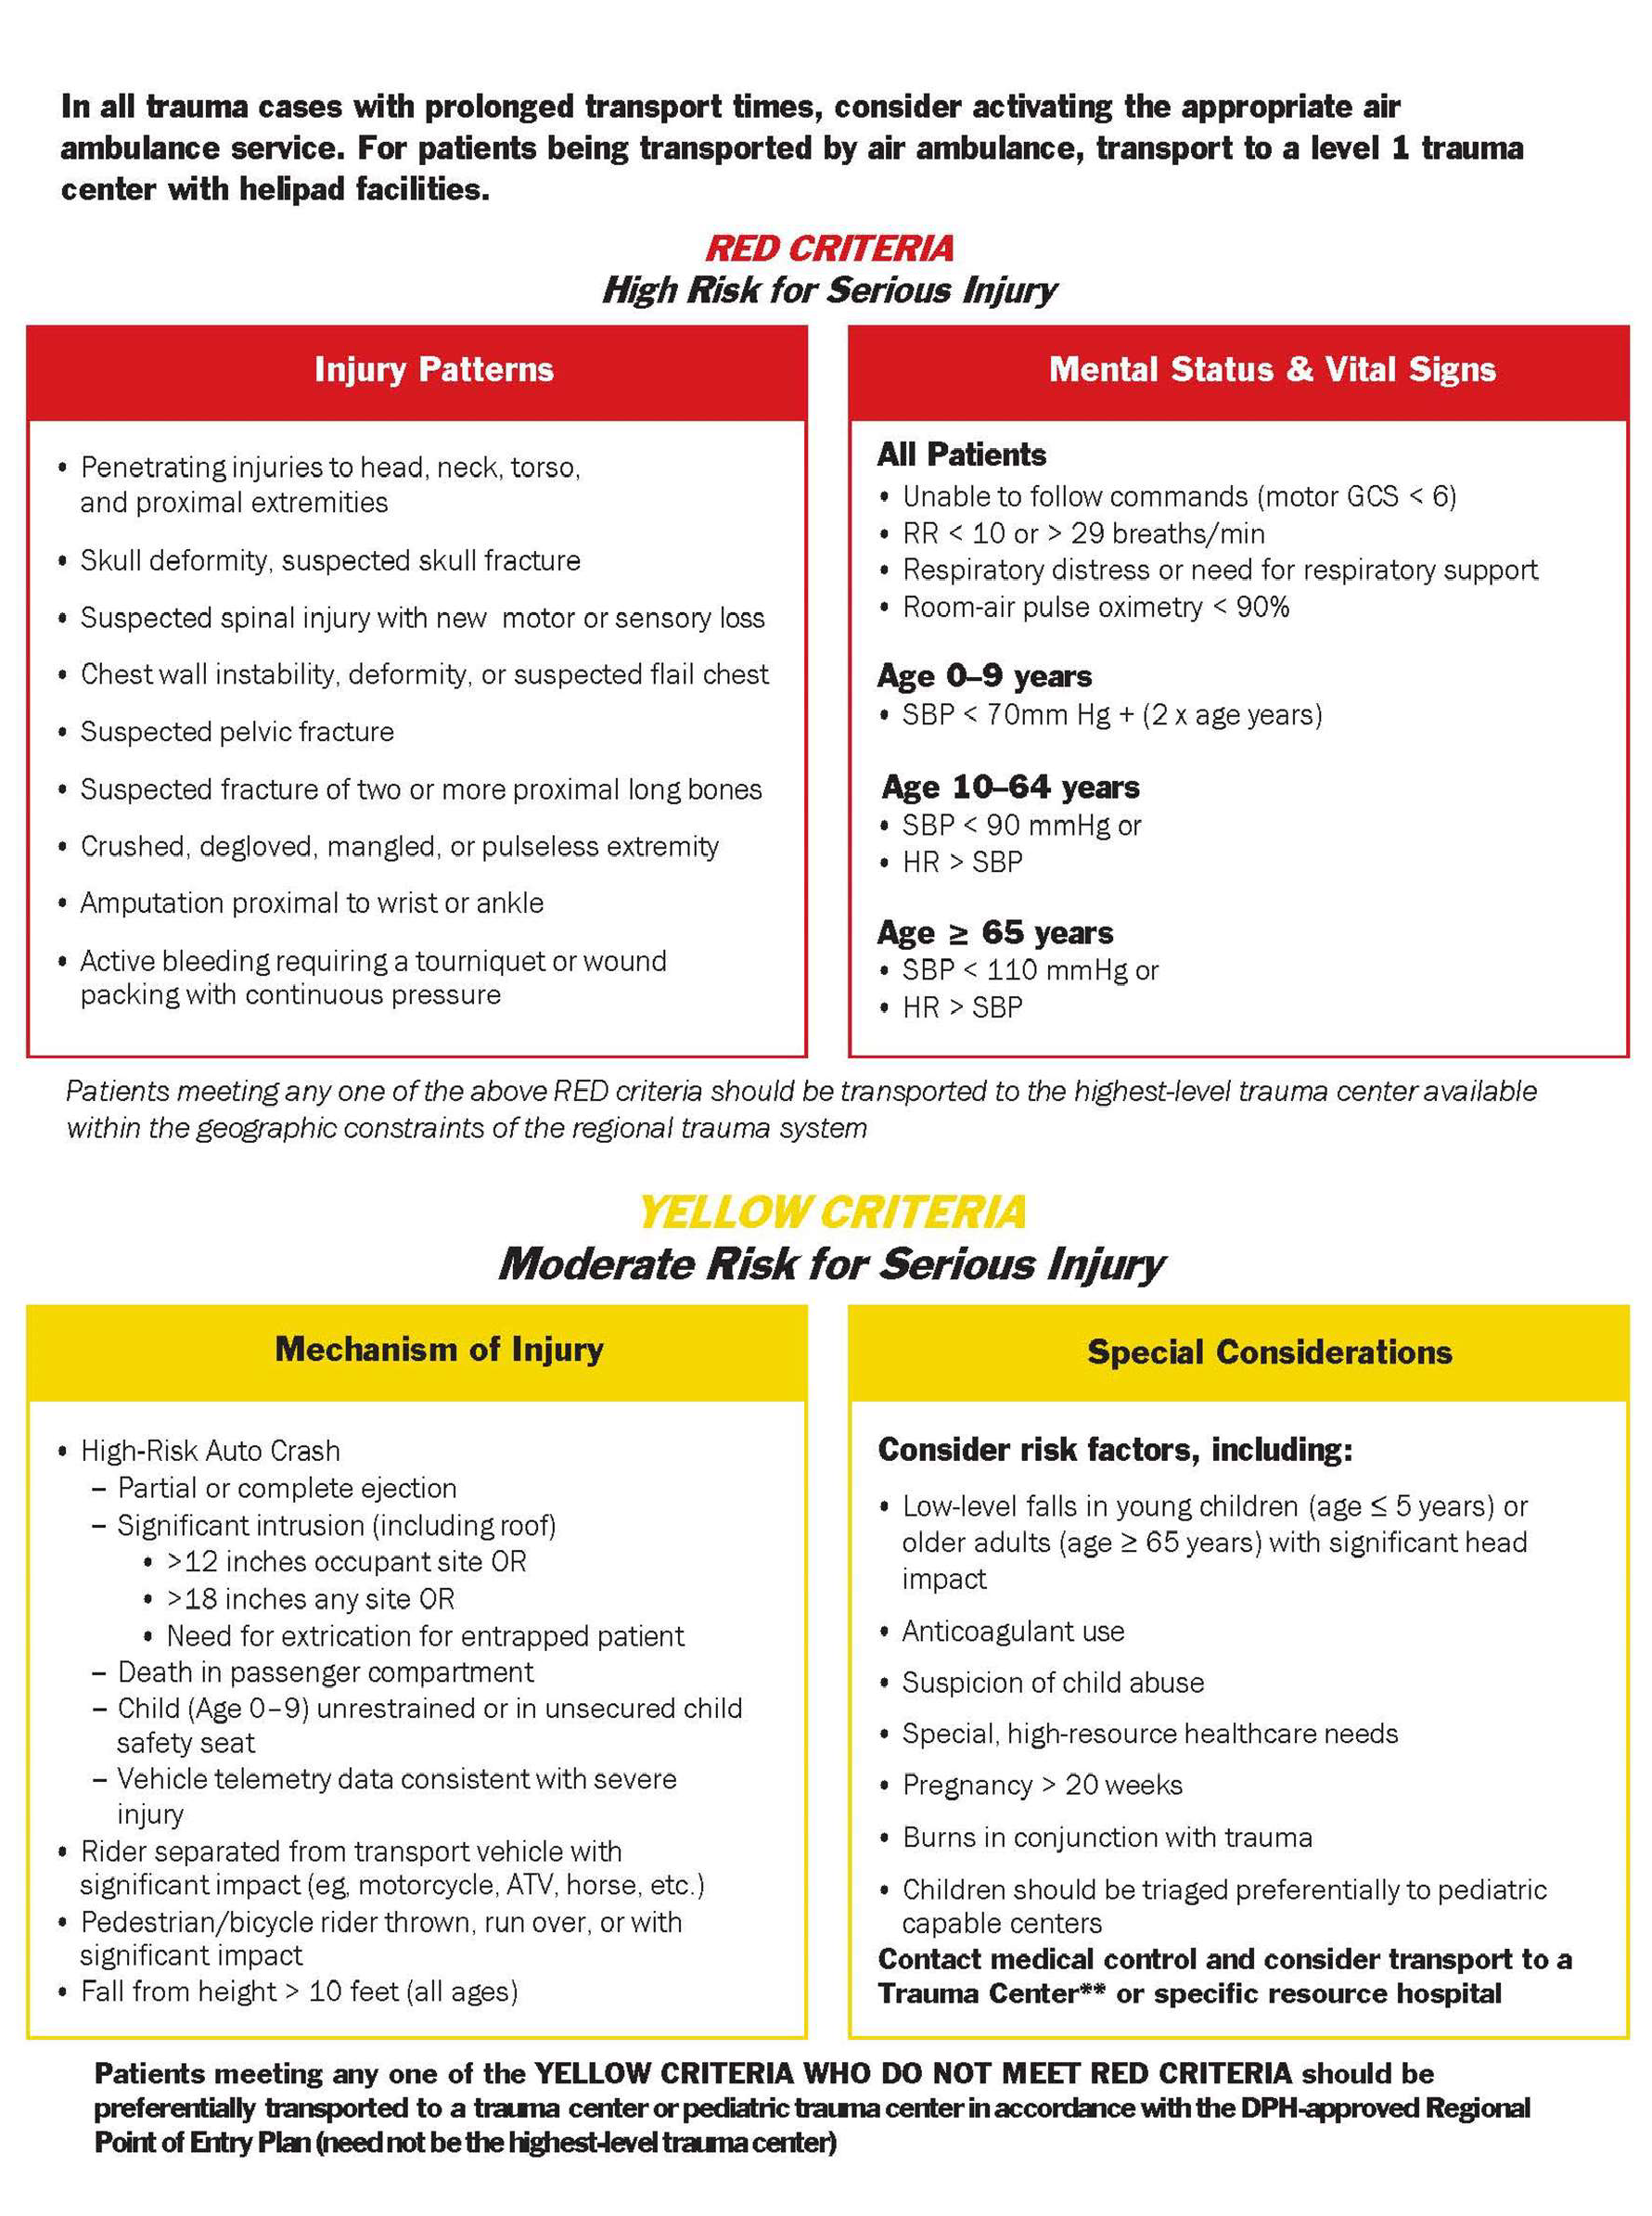 In all trauma cases with prolonged transport times, consider activating the appropriate air
ambulance service. For patients being transported by air ambulance, transport to a level 1 trauma
center with helipad facilities.
RED CRITERIA
High Risk for Serious Injury
Injury Patterns
• Penetrating injuries to head, neck, torso,
and proximal extremities
• Skull deformity, suspected skull fracture
• Suspected spinal injury with new motor or sensory loss
• Chest wall instability, deformity, or suspected flail chest
• Suspected pelvic fracture
• Suspected fracture of two or more proximal long bones
• Crushed, degloved, mangled, or pulseless extremity
• Amputation proximal to wrist or ankle
• Active bleeding requiring a tourniquet or wound
packing with continuous pressure
Mental Status & Vital Signs
All Patients
• Unable to follow commands (motor GCS < 6)
• RR < 10 or > 29 breaths/min
• Respiratory distress or need for respiratory support
• Room-air pulse oximetry < 90%
Age 0–9 years
• SBP < 70mm Hg + (2 x age years)
Age 10–64 years
• SBP < 90 mmHg or
• HR > SBP
Age ≥ 65 years
• SBP < 110 mmHg or
• HR > SBP
Patients meeting any one of the above RED criteria should be transported to the highest-level trauma center available
within the geographic constraints of the regional trauma system
YELLOW CRITERIA
Moderate Risk for Serious Injury
Mechanism of Injury
• High-Risk Auto Crash
– Partial or complete ejection
– Significant intrusion (including roof)
• >12 inches occupant site OR
• >18 inches any site OR
• Need for extrication for entrapped patient
– Death in passenger compartment
– Child (Age 0–9) unrestrained or in unsecured child
safety seat
– Vehicle telemetry data consistent with severe
injury
• Rider separated from transport vehicle with
significant impact (eg, motorcycle, ATV, horse, etc.)
• Pedestrian/bicycle rider thrown, run over, or with
significant impact
• Fall from height > 10 feet (all ages)
Special Considerations
Consider risk factors, including:
• Low-level falls in young children (age ≤ 5 years) or
older adults (age ≥ 65 years) with significant head
impact
• Anticoagulant use
• Suspicion of child abuse
• Special, high-resource healthcare needs
• Pregnancy > 20 weeks
• Burns in conjunction with trauma
• Children should be triaged preferentially to pediatric
capable centers
Contact medical control and consider transport to a
Trauma Center** or specific resource hospital
Patients meeting any one of the YELLOW CRITERIA WHO DO NOT MEET RED CRITERIA should be
preferentially transported to a trauma center or pediatric trauma center in accordance with the DPH-approved Regional
Point of Entry Plan (need not be the highest-level trauma center)